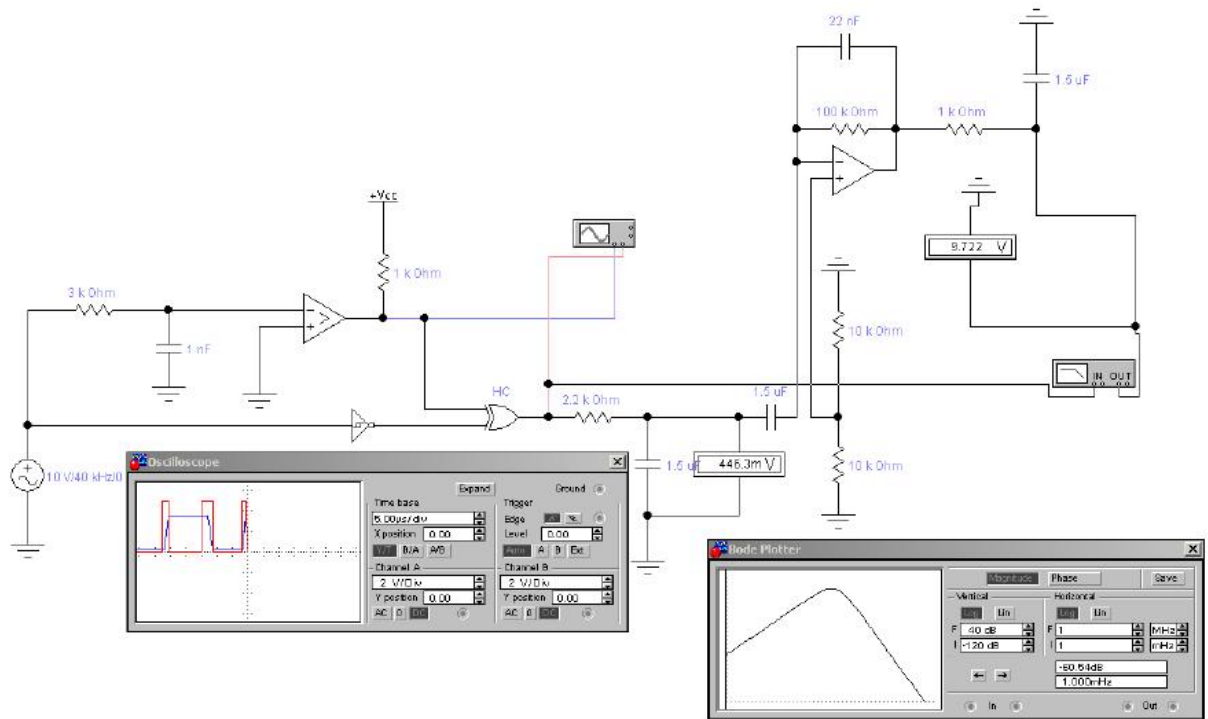 22 nF
1.5 uF
100 k Ohm
1 k Ohm
+Vcc
9.722 V
1 k Ohm
3 k Ohm
10 k Ohm
1 nF
IN OUT
HC
1.5 uF
2.2 k Ohm
10 V/40 kHz/0
1.5 uF
446.3m V
10 k Ohm
Oscilloscope
Expand
Ground
Time base
Trigger
5.00µs/div
Edge
X position 0.00
Level 0.00
Y/T B/A A/B
Auto A B Ext
Channel A
Channel B
2 V/Div
2 V/Div
Y position 0.00
Y position 0.00
AC 0 DC
AC 0 DC
Bode Plotter
Magnitude Phase Save
Vertical
Horizontal
Log Lin
Log Lin
F 40 dB
F 1 MHz
I -120 dB
I 1 mHz
-60.54dB
1.000mHz
In
Out